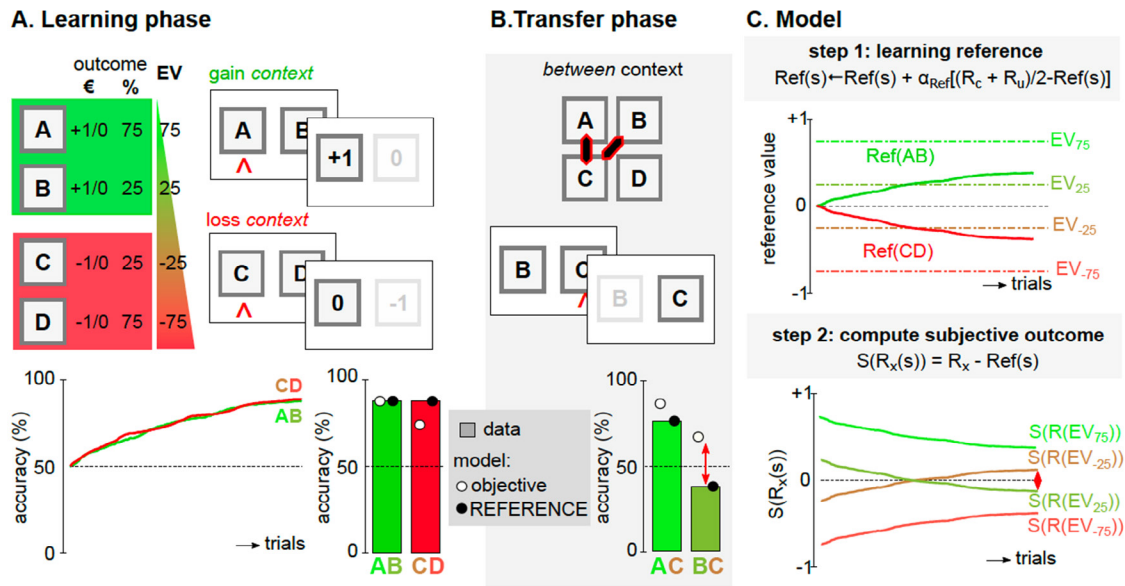 A. Learning phase
outcome
€ % EV
A +1/0 75 75
B +1/0 25 25
C -1/0 25 -25
D -1/0 75 -75
gain context
A B
^
+1 0
loss context
C D
^
0 -1
100
50
0
accuracy (%)
CD
AB
→ trials
100
50
0
accuracy (%)
AB CD
data
model:
objective
REFERENCE
B.Transfer phase
between context
A B
C D
B C
^
B C
100
50
0
accuracy (%)
AC BC
C. Model
step 1: learning reference
Ref(s)←Ref(s) + αRef[(Rc + Ru)/2-Ref(s)]
+1
0
-1
reference value
Ref(AB)
Ref(CD)
EV75
EV25
EV-25
EV-75
→ trials
step 2: compute subjective outcome
S(Rx(s)) = Rx - Ref(s)
+1
0
-1
S(Rx(s))
S(R(EV75))
S(R(EV-25))
S(R(EV25))
S(R(EV-75))
→ trials